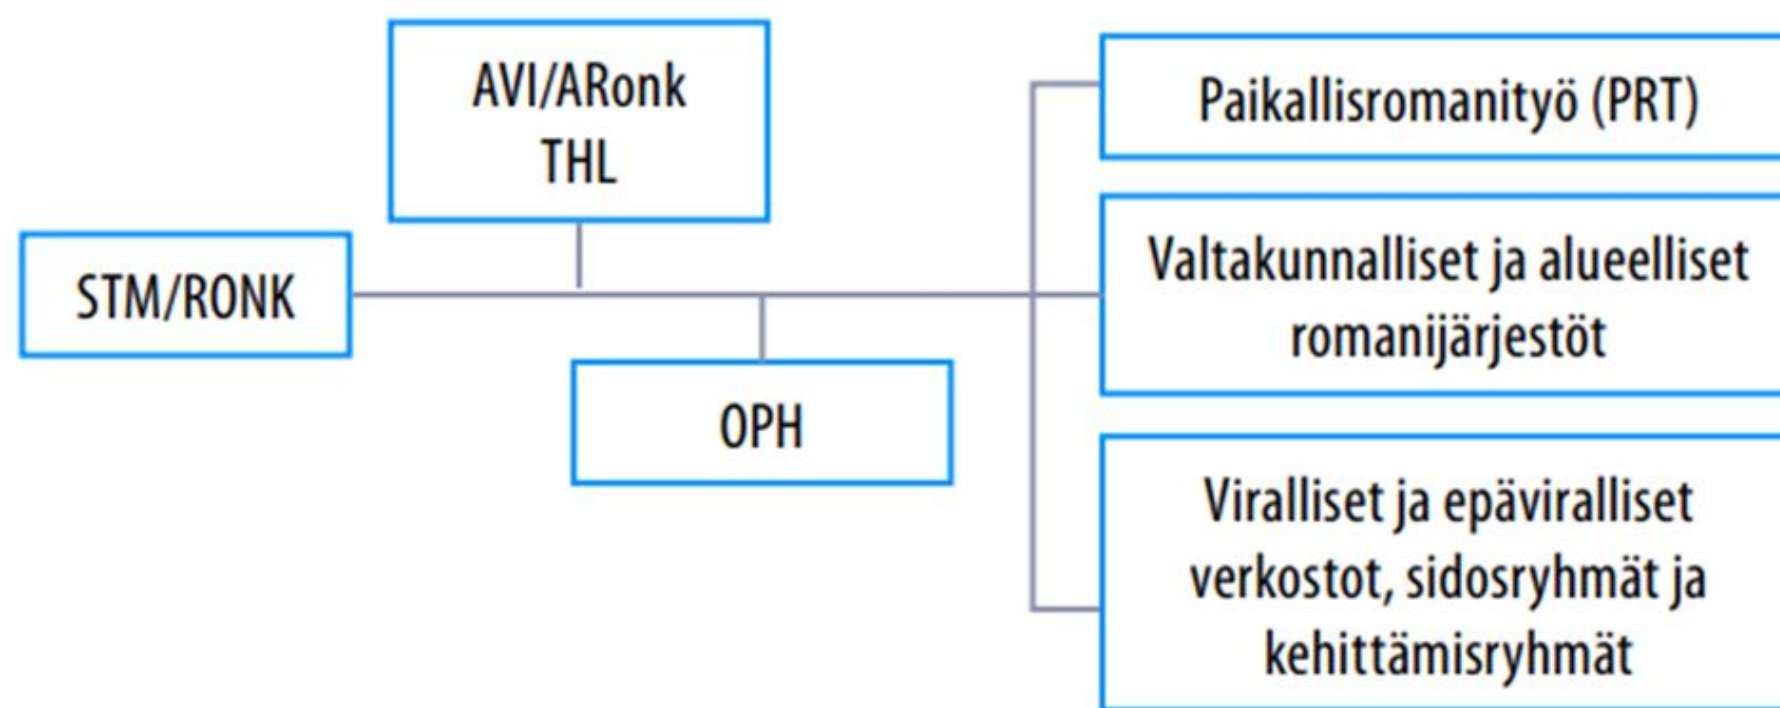 AVI/ARonk
THL
STM/RONK
OPH
Paikallisromanityö (PRT)
Valtakunnalliset ja alueelliset
romanijärjestöt
Viralliset ja epäviralliset
verkostot, sidosryhmät ja
kehittämisryhmät